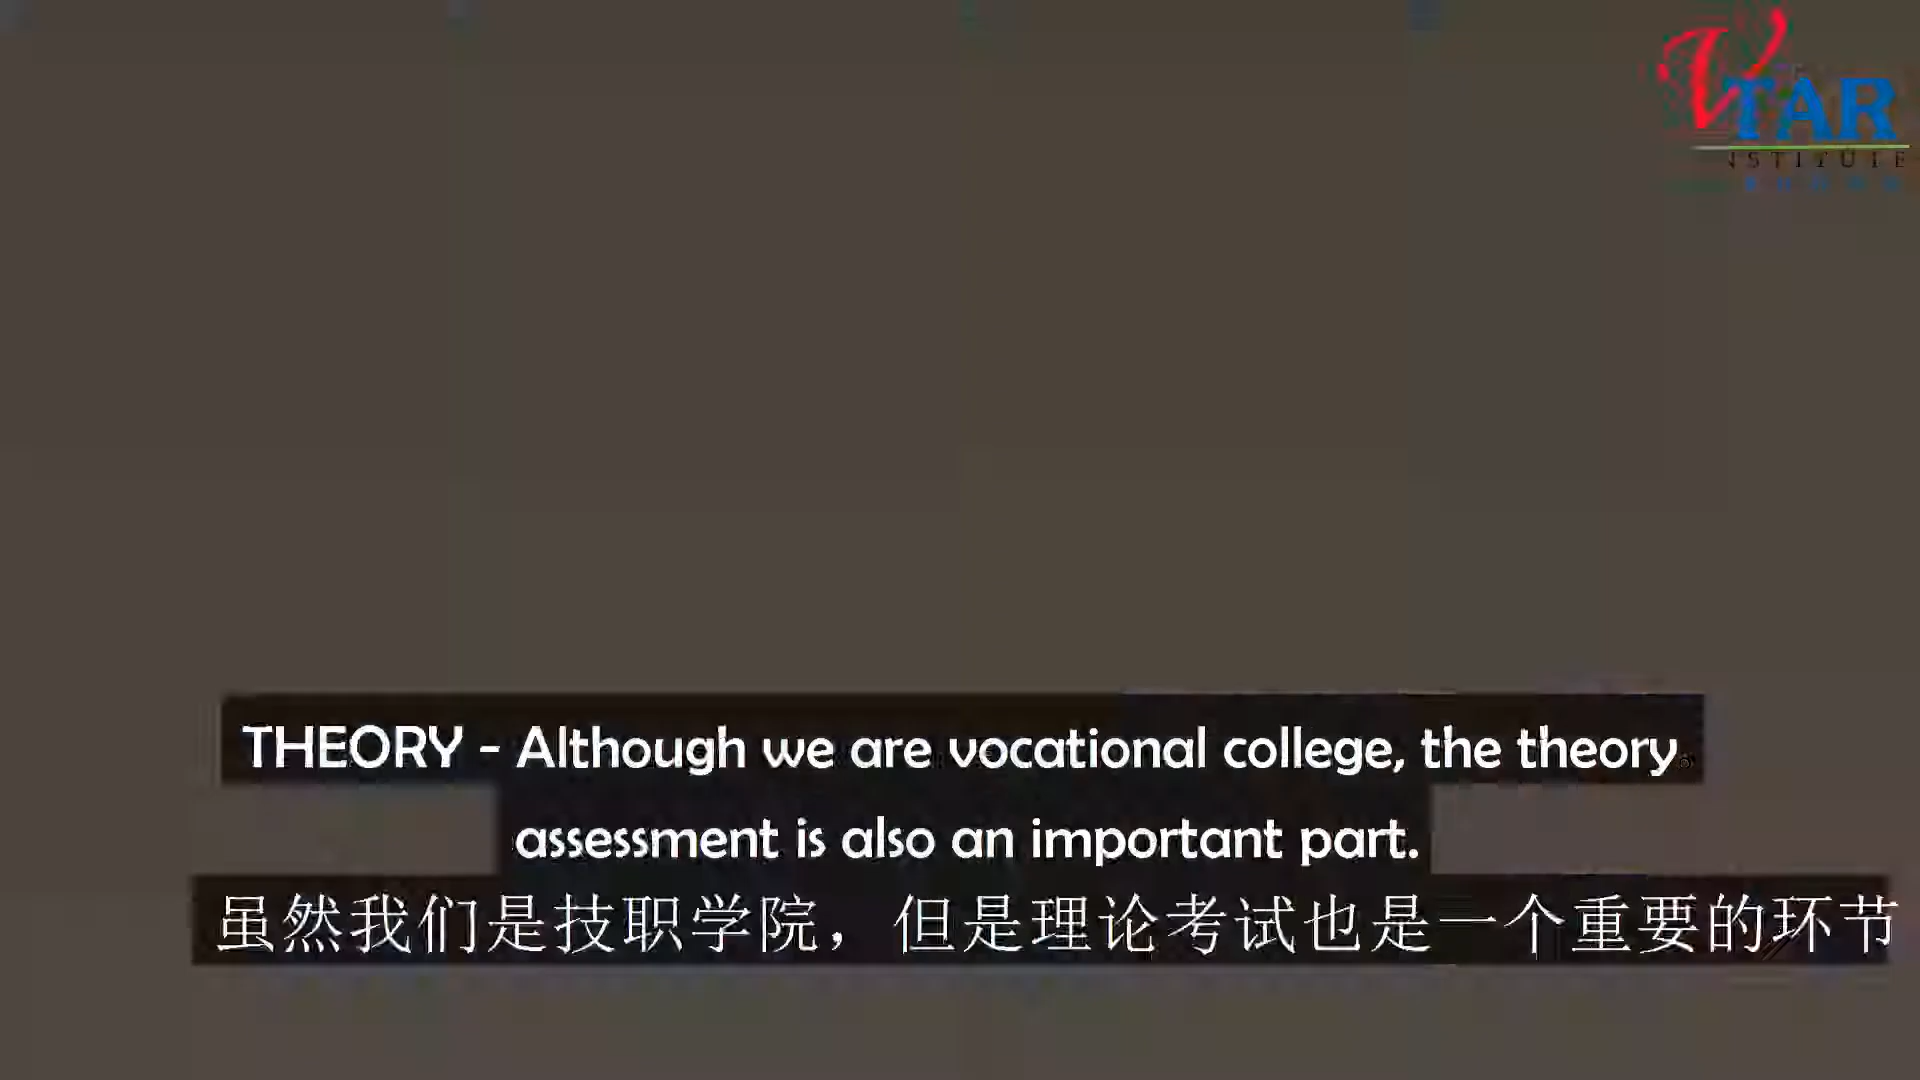 VTAR
INSTITUTE
THEORY - Although we are vocational college, the theory
assessment is also an important part.
虽然我们是技职学院，但是理论考试也是一个重要的环节